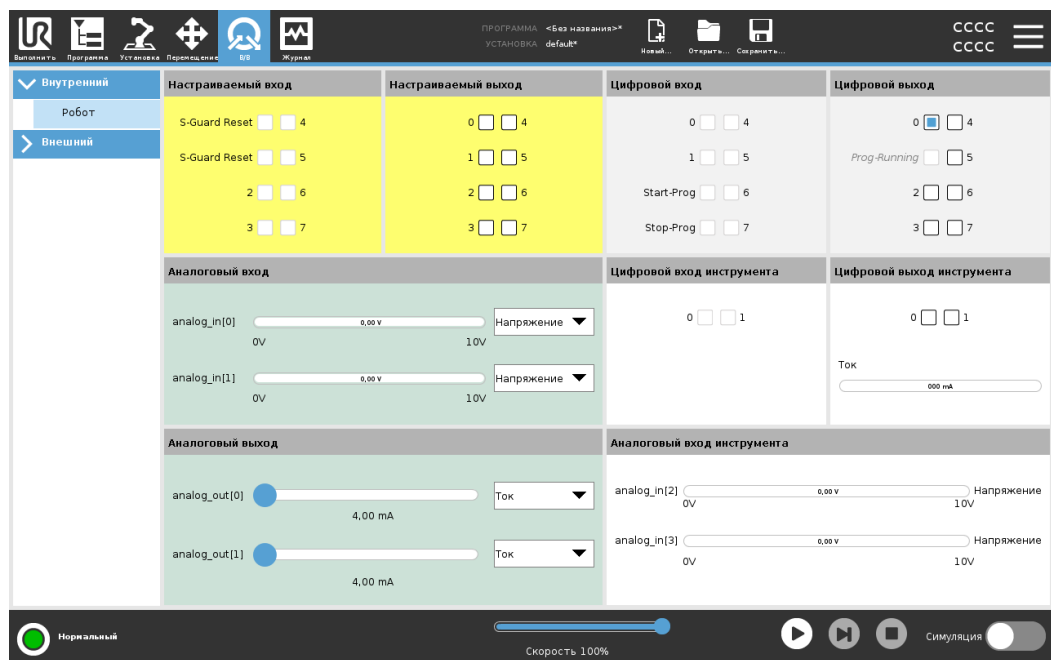 ПРОГРАММА <Без названия>*
УСТАНОВКА default*
CCCC
CCCC
Выполнить Программа Установка Перемещение В/В Журнал
Новый... Открыть... Сохранить...
Внутренний
Робот
Внешний
Настраиваемый вход
S-Guard Reset 4
S-Guard Reset 5
2 6
3 7
Настраиваемый выход
0 4
1 5
2 6
3 7
Цифровой вход
0 4
1 5
Start-Prog 6
Stop-Prog 7
Цифровой выход
0 4
Prog-Running 5
2 6
3 7
Аналоговый вход
analog_in[0] 0,00 V Напряжение
0V 10V
analog_in[1] 0,00 V Напряжение
0V 10V
Цифровой вход инструмента
0 1
Цифровой выход инструмента
0 1
Ток
000 mA
Аналоговый выход
analog_out[0] Ток
4,00 mA
analog_out[1] Ток
4,00 mA
Аналоговый вход инструмента
analog_in[2] 0,00 V Напряжение
0V 10V
analog_in[3] 0,00 V Напряжение
0V 10V
Нормальный
Скорость 100%
Симуляция